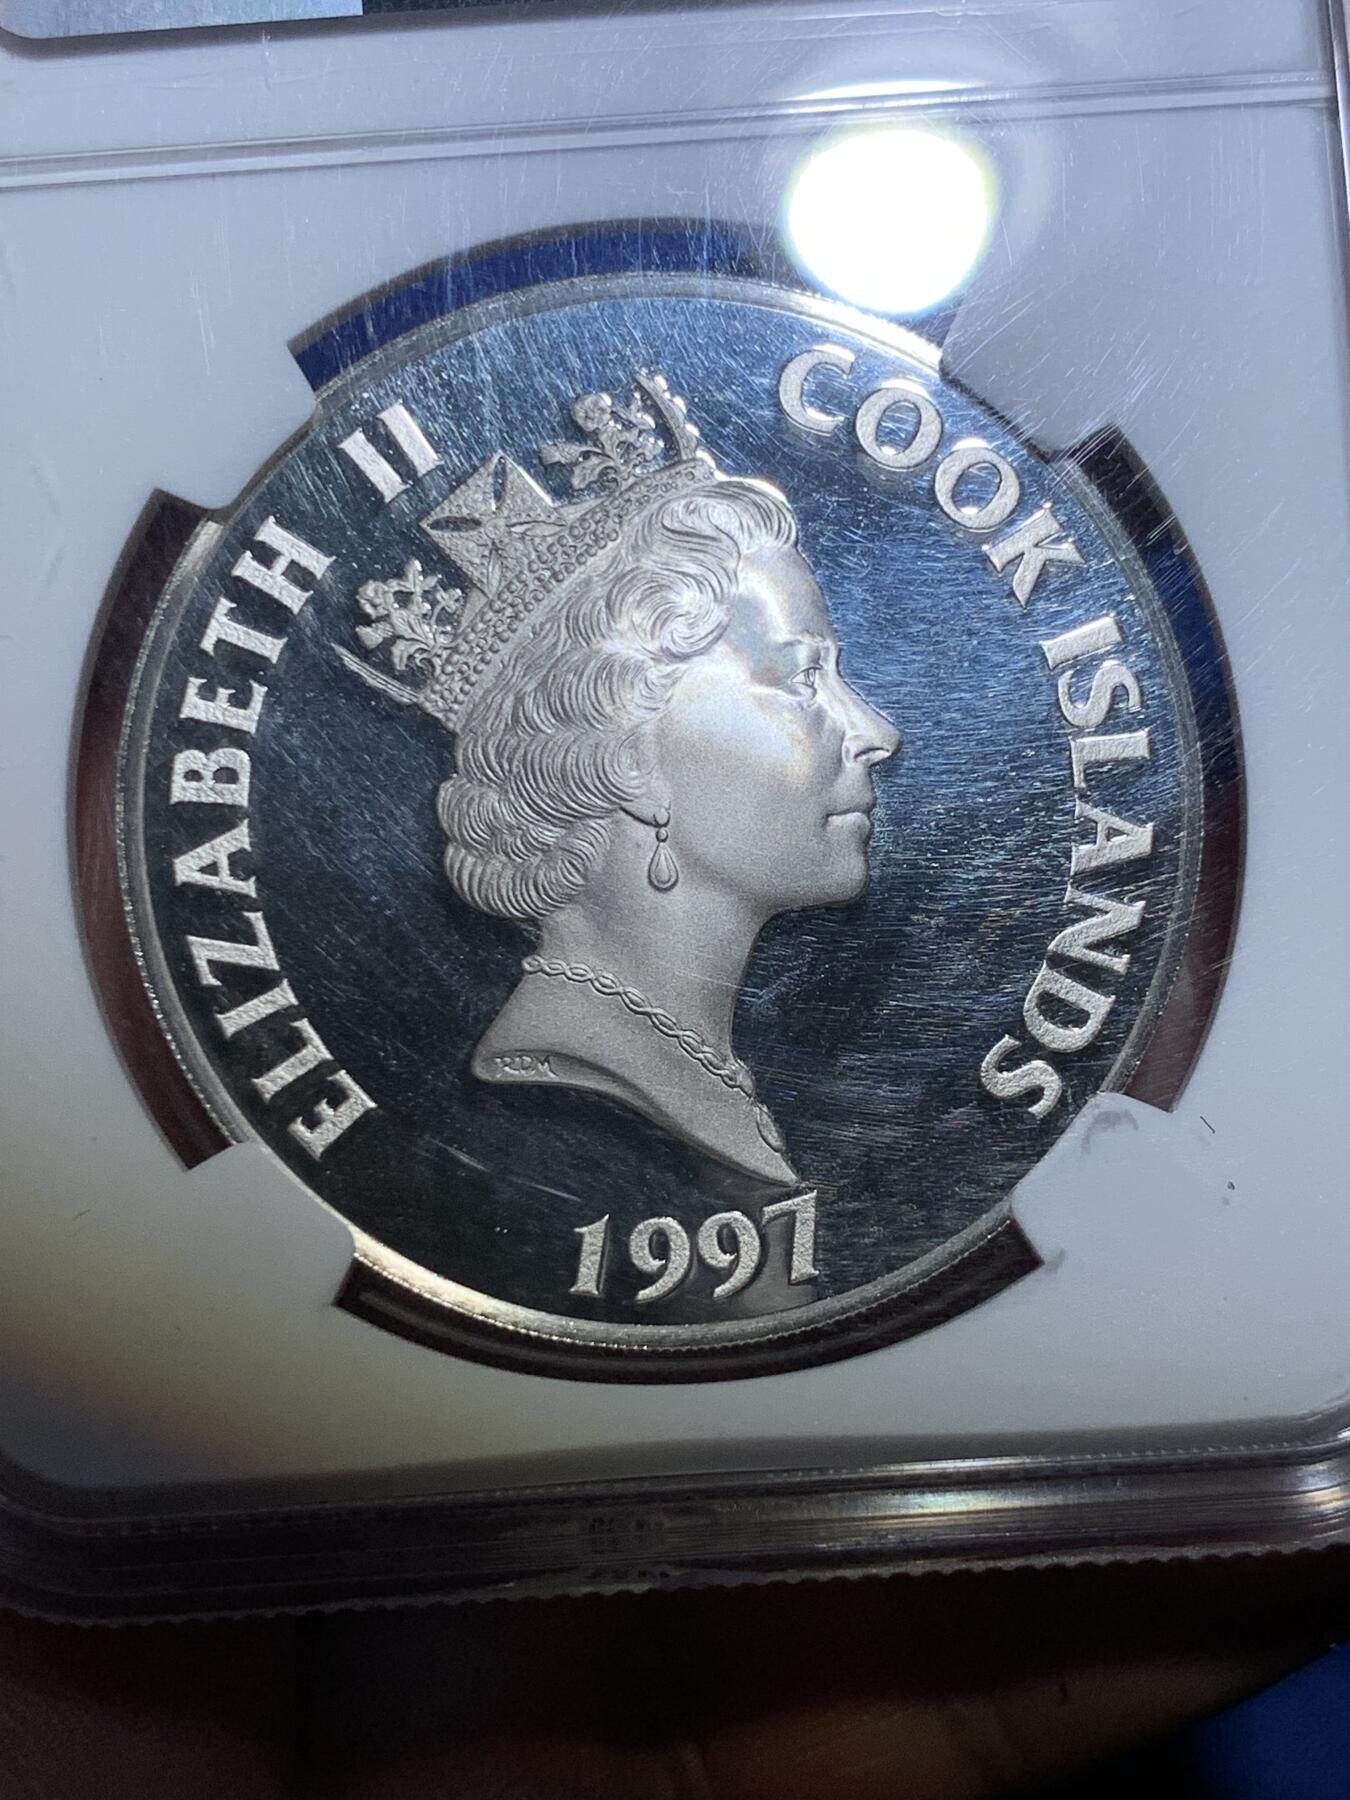 ELIZABETH II
COOK ISLANDS
RDM
1997